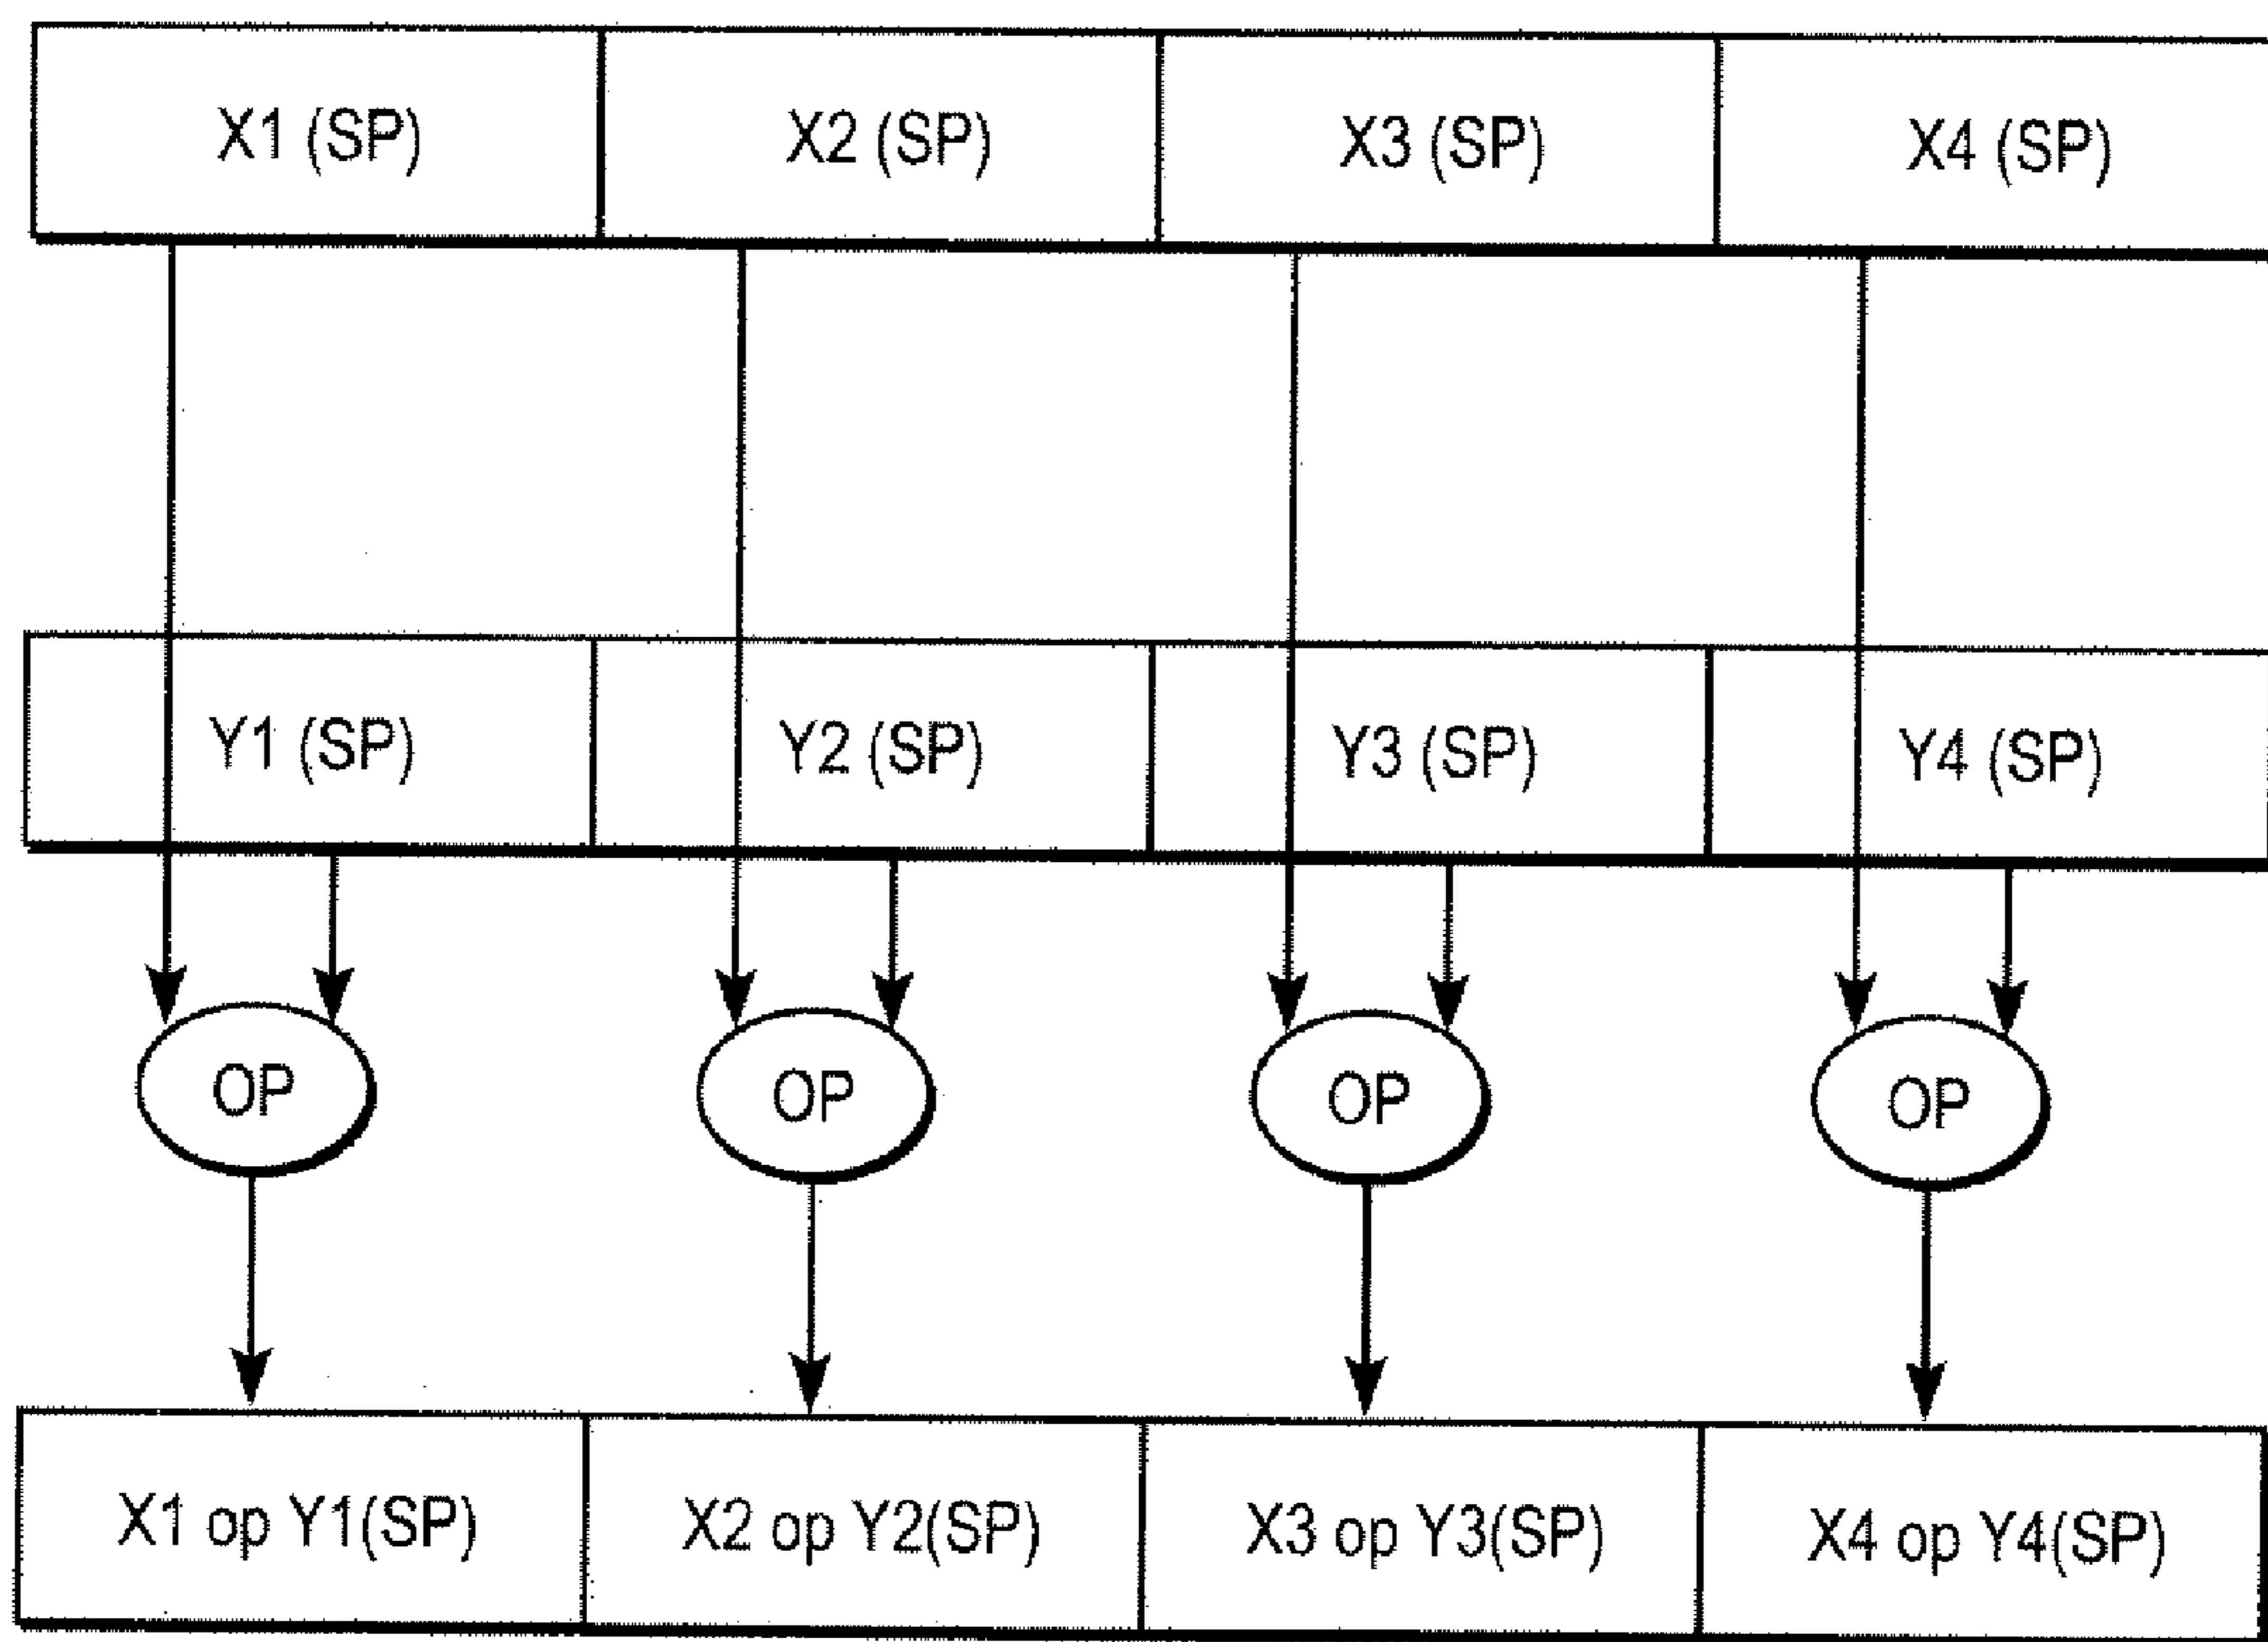 X1 (SP) X2 (SP) X3 (SP) X4 (SP)
Y1 (SP) Y2 (SP) Y3 (SP) Y4 (SP)
OP OP OP OP
X1 op Y1(SP) X2 op Y2(SP) X3 op Y3(SP) X4 op Y4(SP)